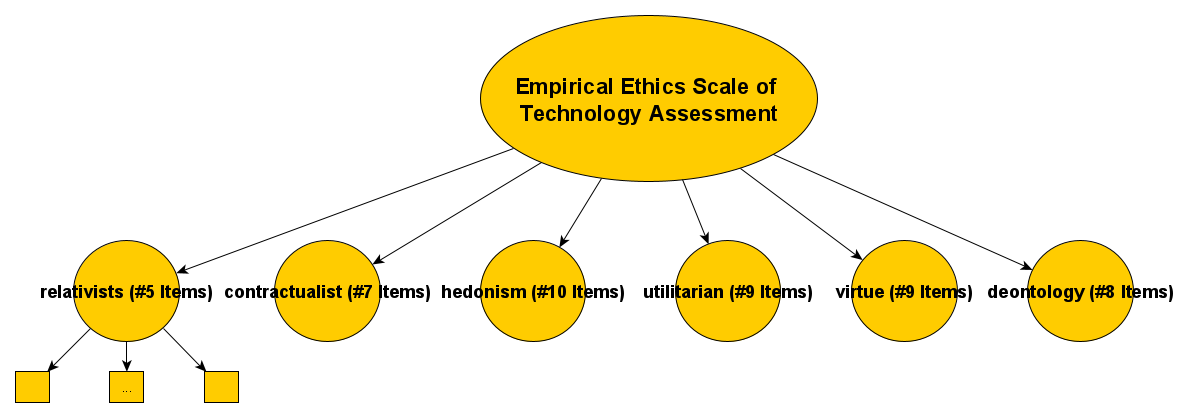 Empirical Ethics Scale of
Technology Assessment
relativists (#5 Items)
contractualist (#7 Items)
hedonism (#10 Items)
utilitarian (#9 Items)
virtue (#9 Items)
deontology (#8 Items)
...